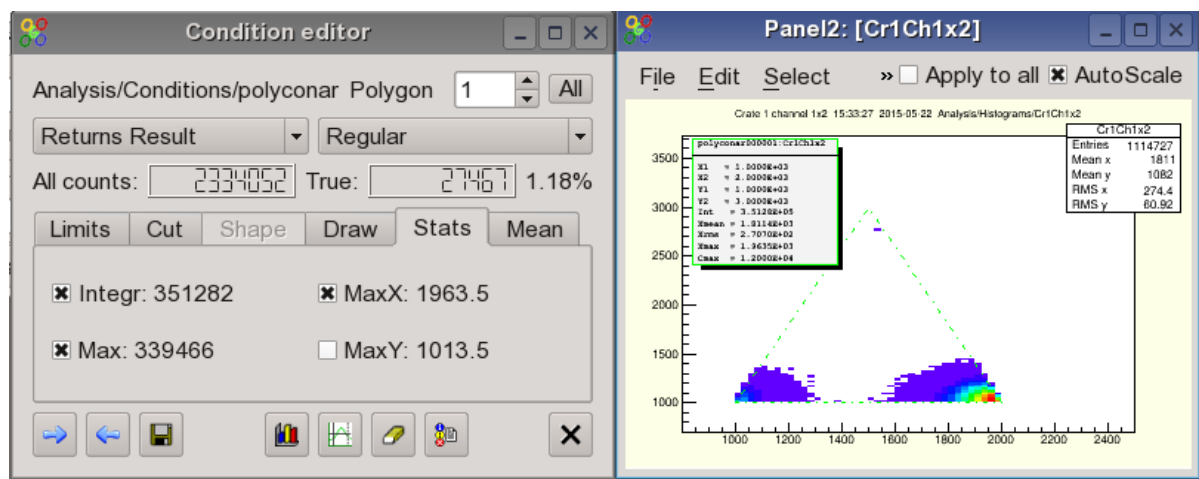 Condition editor
Analysis/Conditions/polyconar Polygon 1 All
Returns Result Regular
All counts: 2334052 True: 27467 1.18%
Limits Cut Shape Draw Stats Mean
Integr: 351282 MaxX: 1963.5
Max: 339466 MaxY: 1013.5
Panel2: [Cr1Ch1x2]
File Edit Select » Apply to all AutoScale
Crate 1 channel 1x2 15:33:27 2015-05-22 Analysis/Histograms/Cr1Ch1x2
Cr1Ch1x2
Entries 1114727
Mean x 1811
Mean y 1082
RMS x 274.4
RMS y 60.92
polyconar000001:Cr1Ch1x2
X1 = 1.0000E+03
X2 = 2.0000E+03
Y1 = 1.0000E+03
Y2 = 3.0000E+03
Int = 3.5128E+05
Xmean = 1.8114E+03
Xrms = 2.7070E+02
Xmax = 1.9635E+03
Cmax = 1.2000E+04
3500
3000
2500
2000
1500
1000
1000 1200 1400 1600 1800 2000 2200 2400